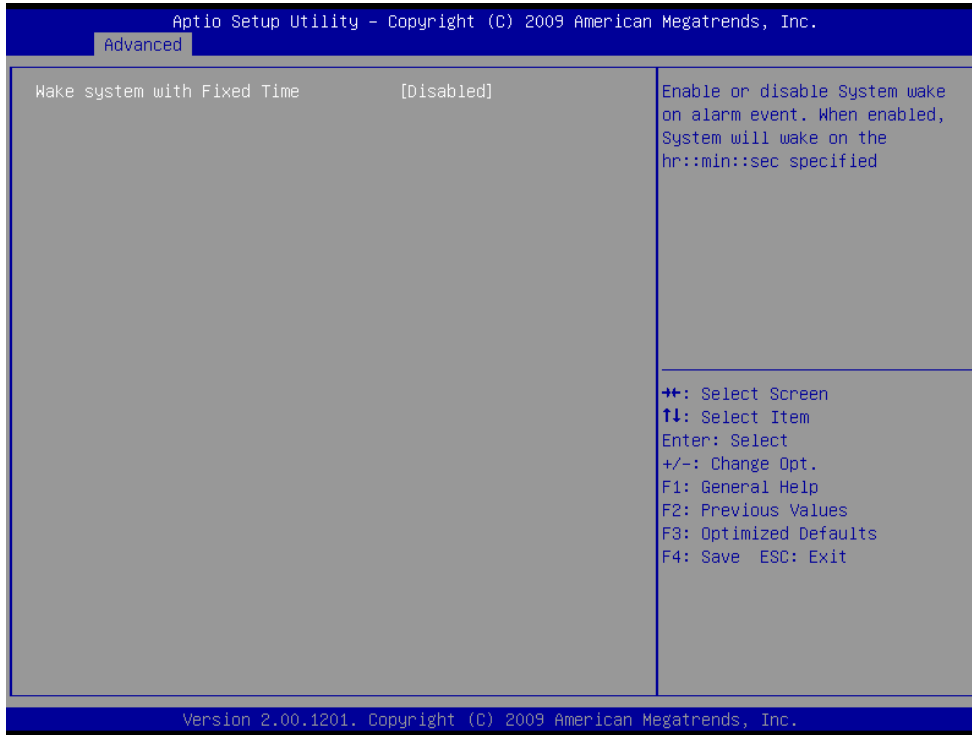 Aptio Setup Utility – Copyright (C) 2009 American Megatrends, Inc.
Advanced
Wake system with Fixed Time [Disabled]
Enable or disable System wake
on alarm event. When enabled,
System will wake on the
hr::min::sec specified
→←: Select Screen
↑↓: Select Item
Enter: Select
+/-: Change Opt.
F1: General Help
F2: Previous Values
F3: Optimized Defaults
F4: Save ESC: Exit
Version 2.00.1201. Copyright (C) 2009 American Megatrends, Inc.